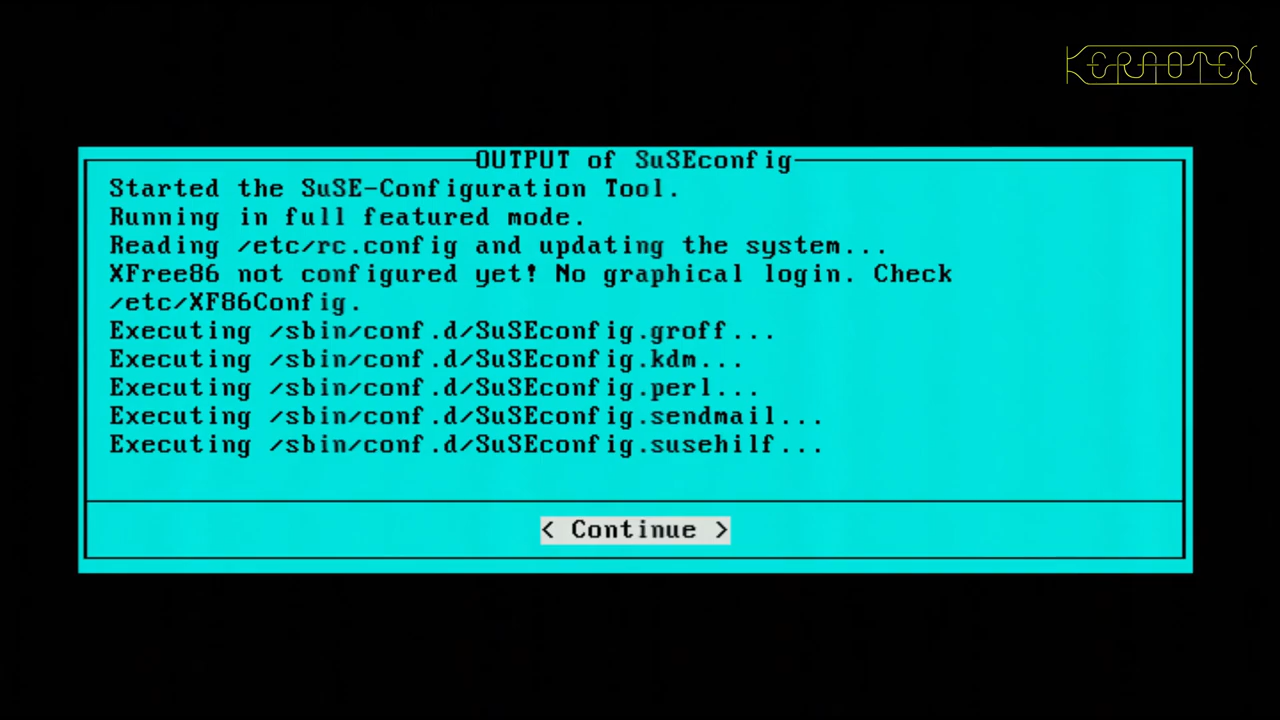 KERNOTEX
OUTPUT of SuSEconfig
Started the SuSE-Configuration Tool.
Running in full featured mode.
Reading /etc/rc.config and updating the system...
XFree86 not configured yet! No graphical login. Check
/etc/XF86Config.
Executing /sbin/conf.d/SuSEconfig.groff...
Executing /sbin/conf.d/SuSEconfig.kdm...
Executing /sbin/conf.d/SuSEconfig.perl...
Executing /sbin/conf.d/SuSEconfig.sendmail...
Executing /sbin/conf.d/SuSEconfig.susehilf...
< Continue >